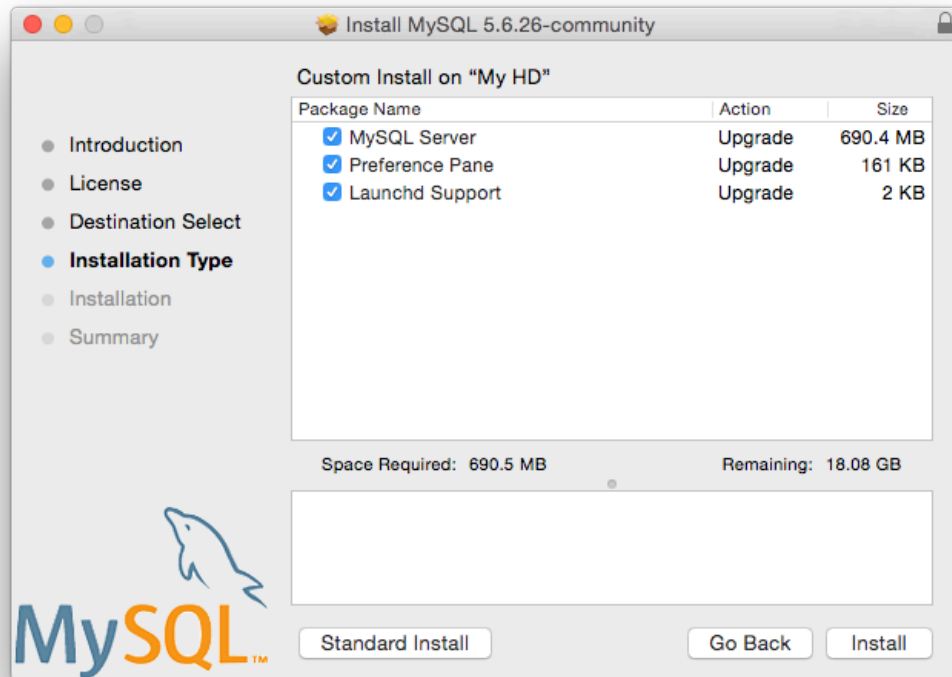 Install MySQL 5.6.26-community
Custom Install on “My HD”
Package Name Action Size
MySQL Server Upgrade 690.4 MB
Preference Pane Upgrade 161 KB
Launchd Support Upgrade 2 KB
Introduction
License
Destination Select
Installation Type
Installation
Summary
Space Required: 690.5 MB Remaining: 18.08 GB
MySQL™
Standard Install Go Back Install